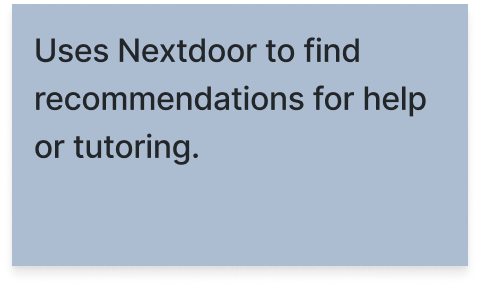 Uses Nextdoor to find
recommendations for help
or tutoring.